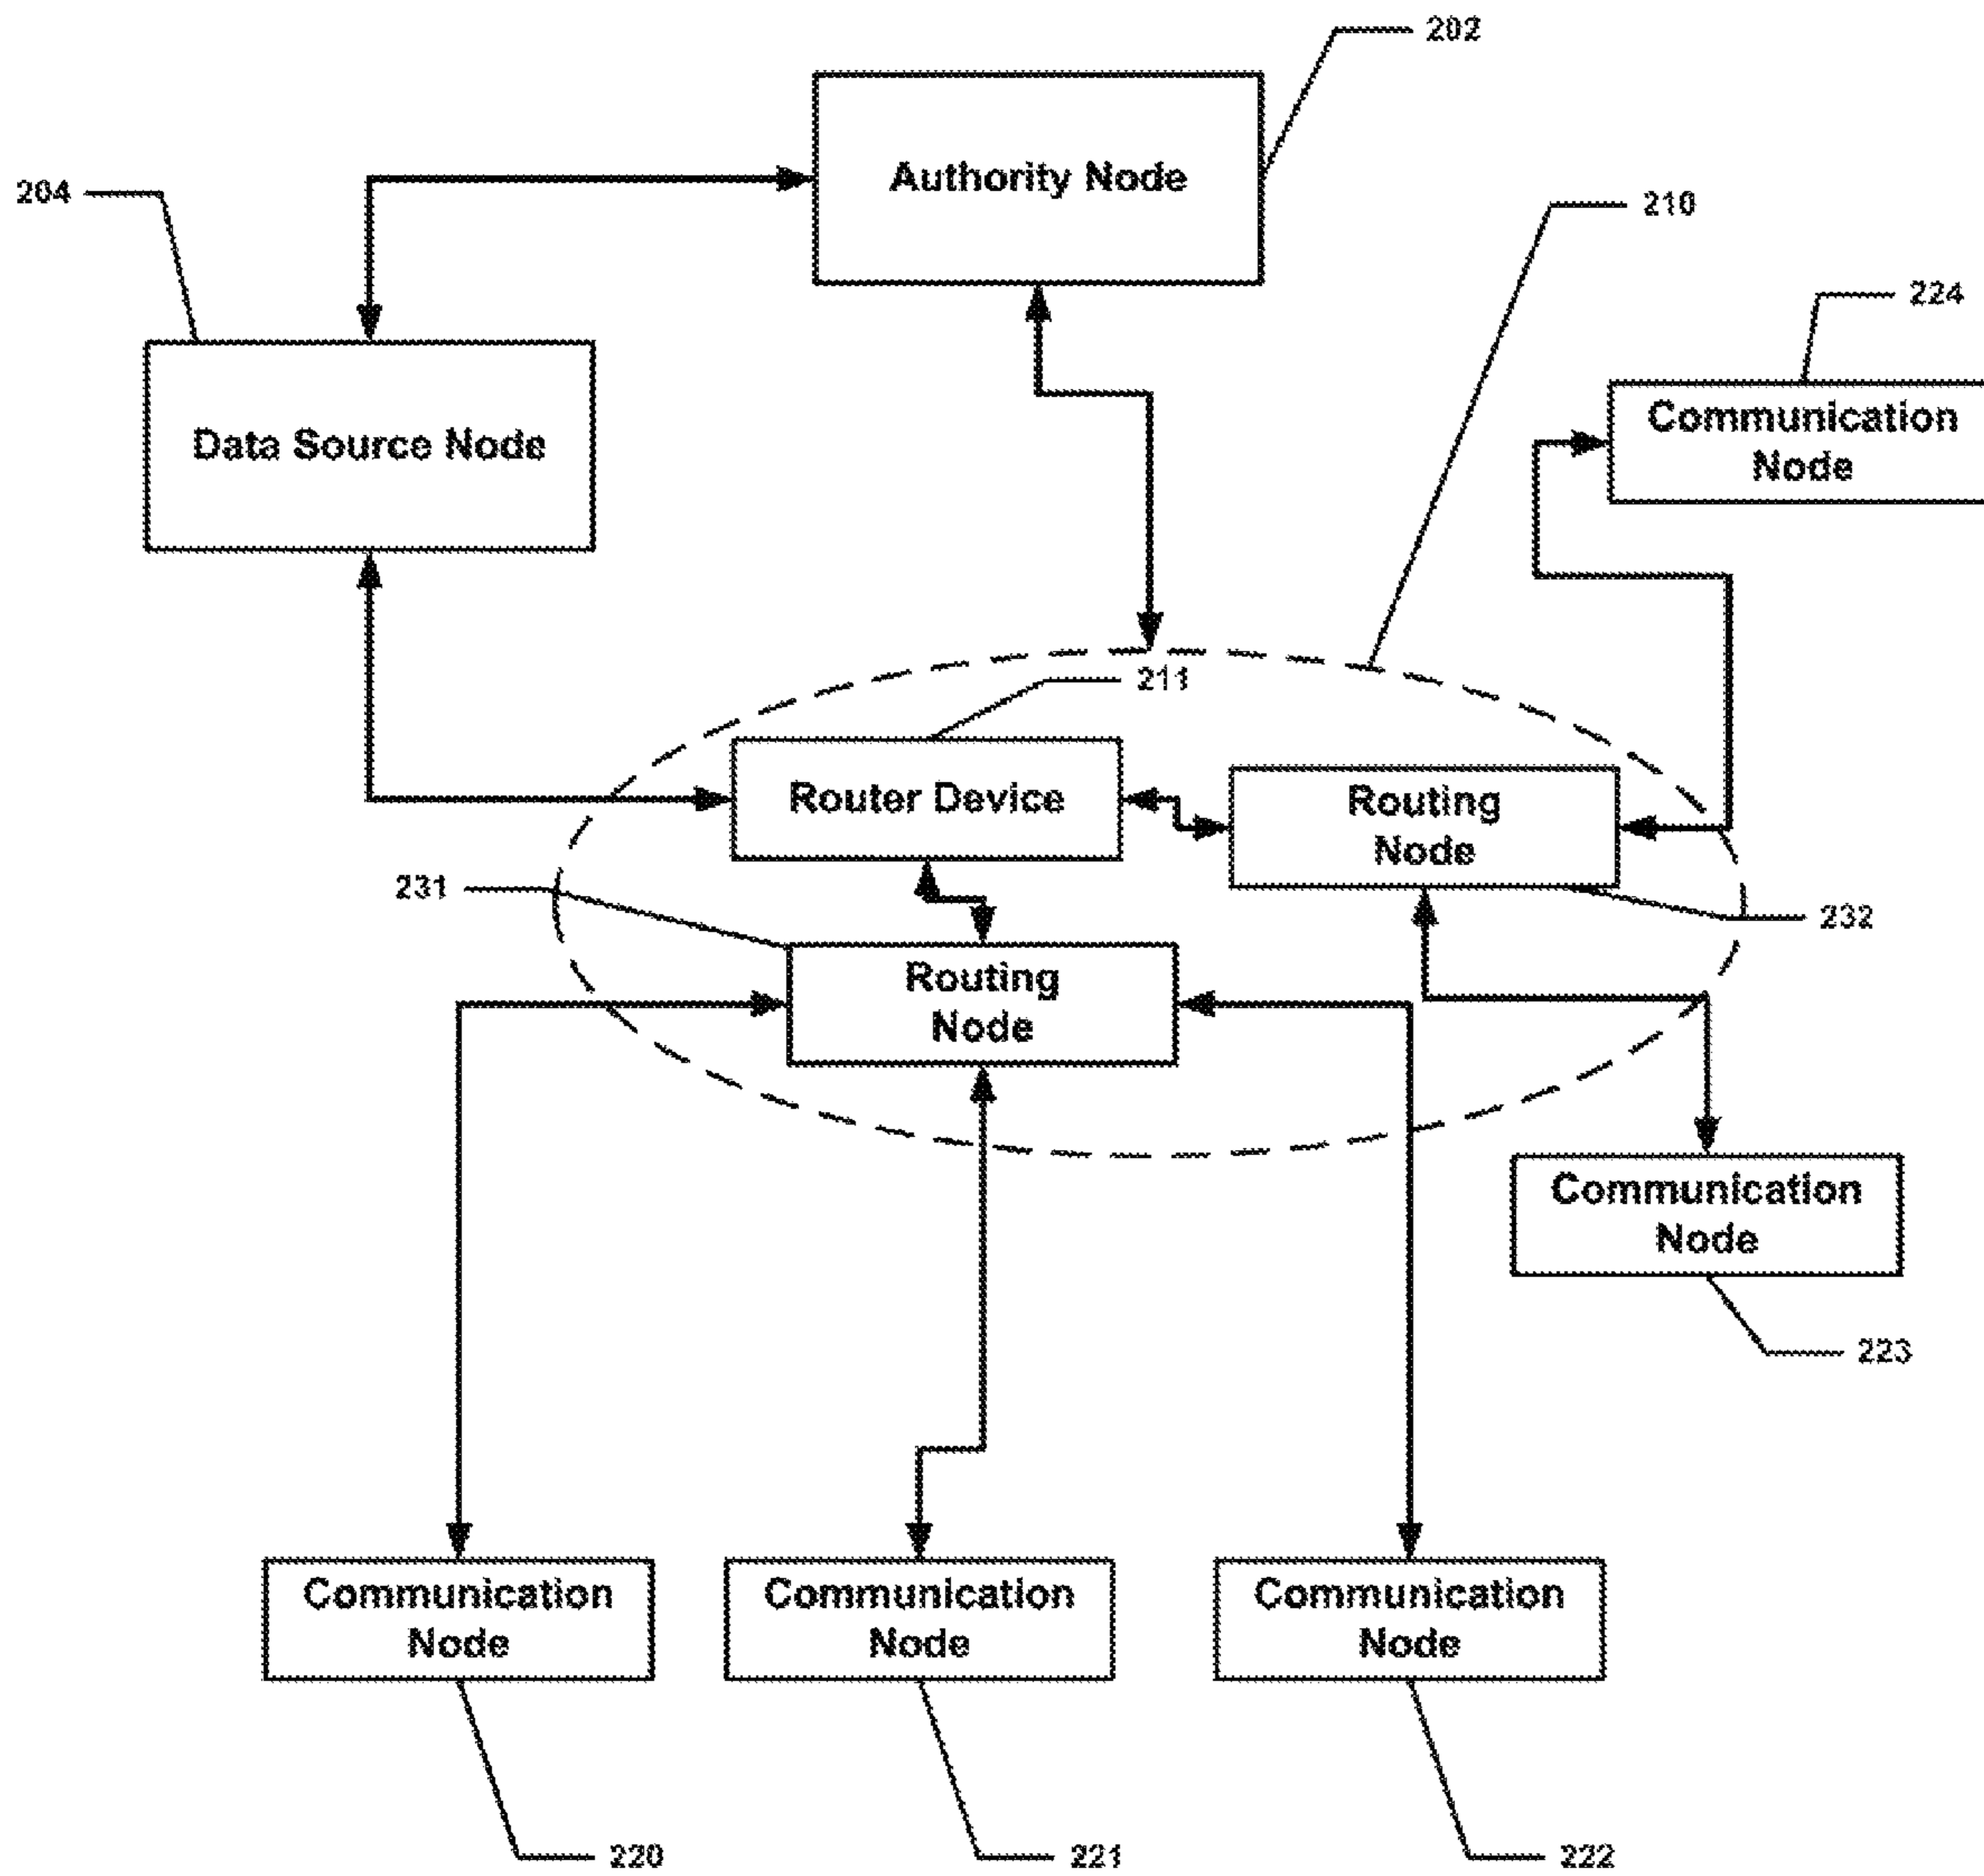 202
Authority Node
204
210
224
Communication
Node
Data Source Node
211
Router Device
Routing
Node
231
232
Routing
Node
Communication
Node
223
Communication
Node
Communication
Node
Communication
Node
220
221
222